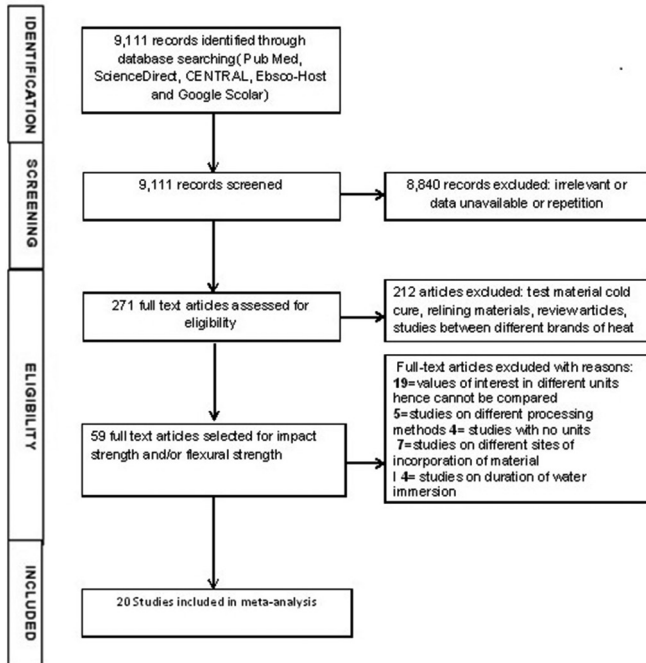 IDENTIFICATION
9,111 records identified through
database searching( Pub Med,
ScienceDirect, CENTRAL, Ebsco-Host
and Google Scolar)
SCREENING
9,111 records screened
8,840 records excluded: irrelevant or
data unavailable or repetition
ELIGIBILITY
271 full text articles assessed for
eligibility
212 articles excluded: test material cold
cure, relining materials, review articles,
studies between different brands of heat
59 full text articles selected for impact
strength and/or flexural strength
Full-text articles excluded with reasons:
19=values of interest in different units
hence cannot be compared
5=studies on different processing
methods 4= studies with no units
7=studies on different sites of
incorporation of material
I 4= studies on duration of water
immersion
INCLUDED
20 Studies included in meta-analysis